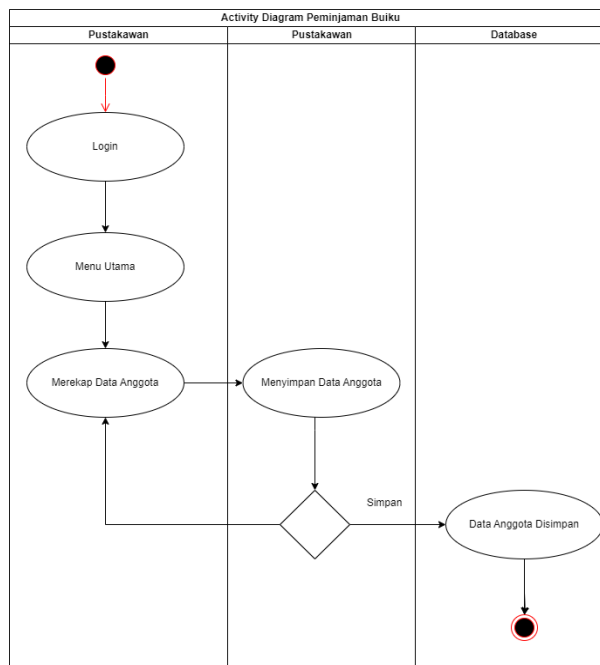 Activity Diagram Peminjaman Buiku
Pustakawan
Pustakawan
Database
Login
Menu Utama
Merekap Data Anggota
Menyimpan Data Anggota
Simpan
Data Anggota Disimpan